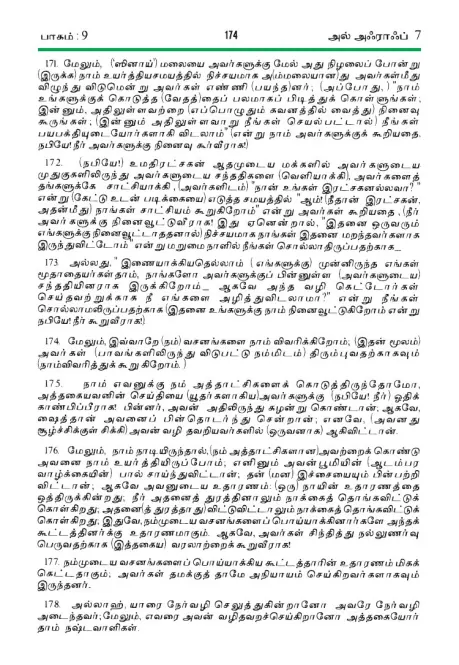 பாகம் : 9 174 அல் அஃராஃப் 7
171. மேலும், (ஸினாய்) மலையை அவர்களுக்கு மேல் அது நிழலைப் போன்று
(இருக்க) நாம் உயர்த்தியசமயத்தில் நிச்சயமாக அ(ம்மலையான)து அவர்கள்மீது
விழுந்து விடுமென்று அவர்கள் எண்ணி (பயந்த)னர்; (அப்போது,) "நாம்
உங்களுக்குக் கொடுத்த (வேதத்)தைப் பலமாகப் பிடித்துக் கொள்ளுங்கள்;
இன்னும், அதிலுள்ளவற்றை (எப்பொழுதும் கவனத்தில் வைத்து) நினைவு
கூருங்கள்; (இன்னும் அதிலுள்ளவாறு நீங்கள் செயல்பட்டால்) நீங்கள்
பயபக்தியுடையோர்களாகி விடலாம்" என்று நாம் அவர்களுக்குக் கூறியதை,
நபியே! நீர் அவர்களுக்கு நினைவு கூர்வீராக!
172. (நபியே!) உம்திரட்சகன் ஆதமுடைய மக்களில் அவர்களுடைய
முதுகுகளிலிருந்து அவர்களுடைய சந்ததிகளை (வெளியாக்கி), அவர்களைத்
தங்களுக்கே சாட்சியாக்கி, (அவர்களிடம்) "நான் உங்கள் இரட்சகனல்லவா?"
என்று (கேட்டு உடன் படிக்கையை) எடுத்த சமயத்தில் "ஆம்! (நீதான் இரட்சகன்,
அதன்மீது) நாங்கள் சாட்சியம் கூறுகிறோம்" என்று அவர்கள் கூறியதை, (நீர்
அவர்களுக்கு நினைவூட்டுவீராக! இது ஏனென்றால், "இதனை ஒருவரும்
எங்களுக்கு நினைவூட்டாததனால்) நிச்சயமாக நாங்கள் இதனை மறந்தவர்களாக
இருந்துவிட்டோம்" என்று மறுமைநாளில் நீங்கள் சொல்லாதிருப்பதற்காக_
173. அல்லது, "இணையாக்கியதெல்லாம் (எங்களுக்கு) முன்னிருந்த எங்கள்
மூதாதையர்கள்தாம், நாங்களோ அவர்களுக்குப் பின்னுள்ள (அவர்களுடைய)
சந்ததியினராக இருக்கிறோம்_ ஆகவே அந்த வழி கெட்டோர்கள்
செய்தவற்றுக்காக நீ எங்களை அழித்துவிடலாமா?" என்று நீங்கள்
சொல்லாமலிருப்பதற்காக (இதனை உங்களுக்கு நாம் நினைவூட்டுகிறோம் என்று
நபியே! நீர் கூறுவீராக!)
174. மேலும், இவ்வாறே (நம்) வசனங்களை நாம் விவரிக்கிறோம்; (இதன் மூலம்)
அவர்கள் (பாவங்களிலிருந்து விடுபட்டு நம்மிடம்) திரும்புவதற்காகவும்
(நாம்விவரித்துக் கூறுகிறோம்.)
175. நாம் எவனுக்கு நம் அத்தாட்சிகளைக் கொடுத்திருந்தோமோ,
அத்தகையவனின் செய்தியை (யூதர்களாகிய)அவர்களுக்கு (நபியே! நீர்) ஓதிக்
காண்பிப்பீராக! பின்னர், அவன் அதிலிருந்து கழன்று கொண்டான்; ஆகவே,
ஷைத்தான் அவனைப் பின்தொடர்ந்து சென்றான்; எனவே, (அவனது
சூழ்ச்சிக்குள் சிக்கி) அவன் வழி தவறியவர்களில் (ஒருவனாக) ஆகிவிட்டான்.
176. மேலும், நாம் நாடியிருந்தால், (நம் அத்தாட்சிகளான)அவற்றைக் கொண்டு
அவனை நாம் உயர்த்தியிருப்போம்; எனினும் அவன் பூமியின் (ஆடம்பர
வாழ்க்கையின்) பால் சாய்ந்துவிட்டான்; தன் (மன) இச்சையையும் பின்பற்றி
விட்டான்; ஆகவே அவனுடைய உதாரணம்: (ஒரு) நாயின் உதாரணத்தை
ஒத்திருக்கின்றது; நீர் அதனைத் துரத்தினாலும் நாக்கைத் தொங்கவிட்டுக்
கொள்கிறது; அதனை(த் துரத்தாது) விட்டுவிட்டாலும் நாக்கைத் தொங்கவிட்டுக்
கொள்கிறது. இதுவே, நம்முடைய வசனங்களைப் பொய்யாக்கினார்களே அந்தக்
கூட்டத்தினர்க்கு உதாரணமாகும். ஆகவே, அவர்கள் சிந்தித்து நல்லுணர்வு
பெருவதற்காக (இத்தகைய) வரலாற்றைக் கூறுவீராக!
177. நம்முடைய வசனங்களைப் பொய்யாக்கிய கூட்டத்தாரின் உதாரணம் மிகக்
கெட்டதாகும்; அவர்கள் தமக்குத் தாமே அநியாயம் செய்கிறவர்களாகவும்
இருந்தனர்.
178. அல்லாஹ், யாரை நேர்வழி செலுத்துகின்றானோ அவரே நேர்வழி
அடைந்தவர்; மேலும், எவரை அவன் வழிதவறச்செய்கிறானோ அத்தகையோர்
தாம் நஷ்டவாளிகள்.